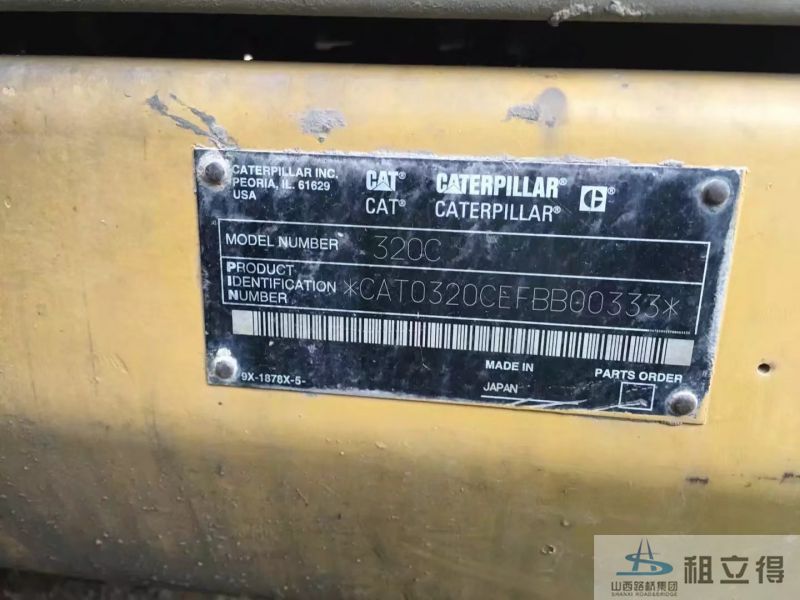 CATERPILLAR INC.
PEORIA, IL. 61629
USA
CAT® CATERPILLAR®
CAT® CATERPILLAR®
MODEL NUMBER 320C
PRODUCT
IDENTIFICATION
NUMBER
*CAT0320CEFBB00333*
9X-1878X-5-
MADE IN
JAPAN
PARTS ORDER
山西路桥集团
SHANXI ROAD&BRIDGE
租立得